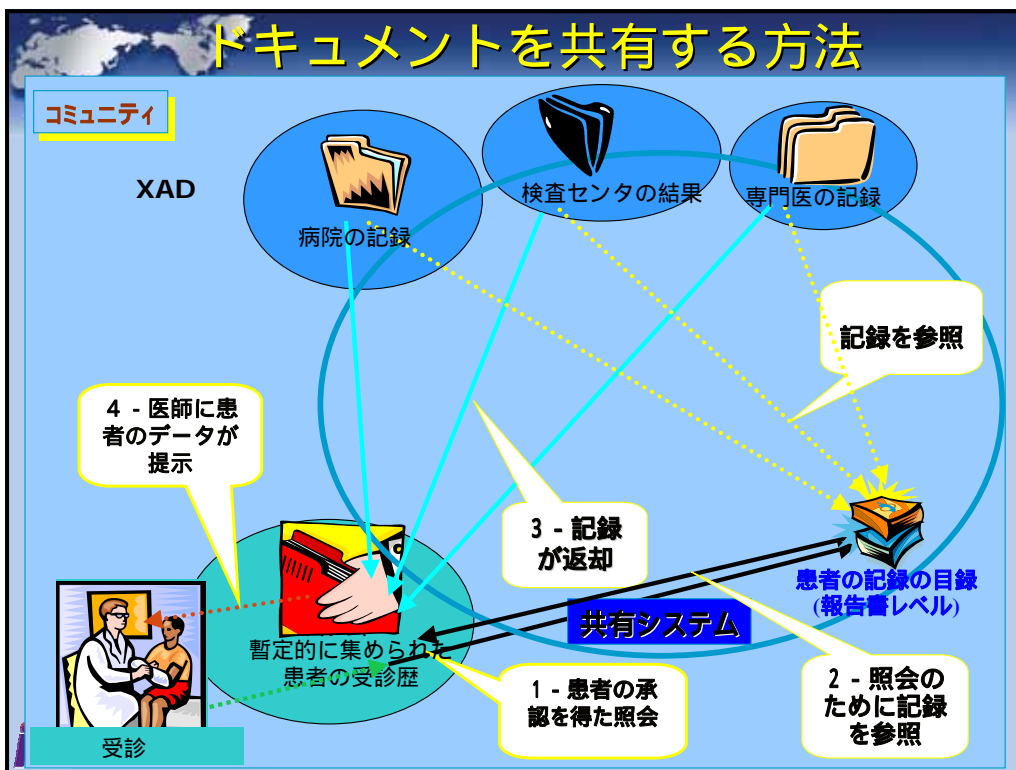 ドキュメントを共有する方法
コミュニティ
XAD
病院の記録
検査センタの結果
専門医の記録
記録を参照
４ - 医師に患
者のデータが
提示
3 - 記録
が返却
患者の記録の目録
(報告書レベル)
共有システム
暫定的に集められた
患者の受診歴
1 - 患者の承
認を得た照会
2 - 照会の
ために記録
を参照
受診